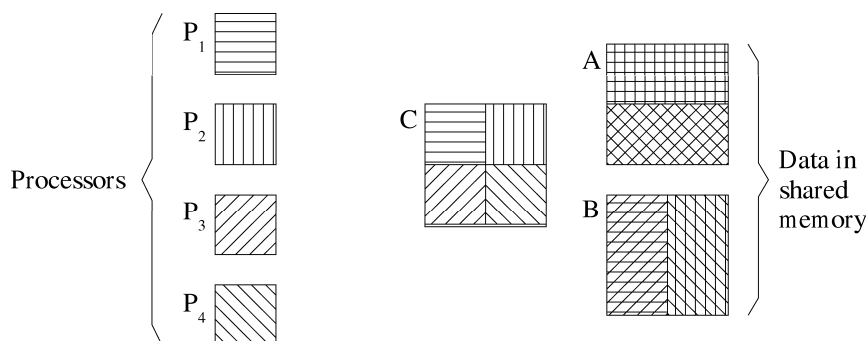 Processors
P1
P2
P3
P4
C
A
B
Data in
shared
memory